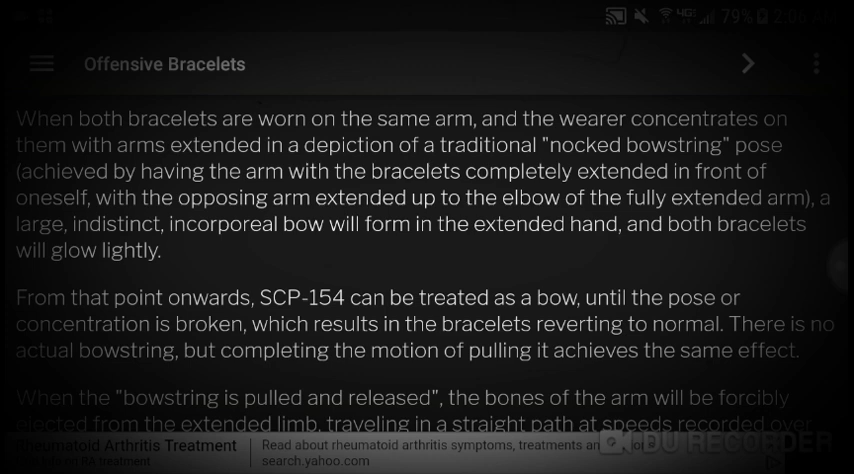 79% 2:06 AM
Offensive Bracelets
When both bracelets are worn on the same arm, and the wearer concentrates on
them with arms extended in a depiction of a traditional "nocked bowstring" pose
(achieved by having the arm with the bracelets completely extended in front of
oneself, with the opposing arm extended up to the elbow of the fully extended arm), a
large, indistinct, incorporeal bow will form in the extended hand, and both bracelets
will glow lightly.
From that point onwards, SCP-154 can be treated as a bow, until the pose or
concentration is broken, which results in the bracelets reverting to normal. There is no
actual bowstring, but completing the motion of pulling it achieves the same effect.
When the "bowstring is pulled and released", the bones of the arm will be forcibly
ejected from the extended limb, traveling in a straight path at speeds recorded over
Rheumatoid Arthritis Treatment
RA treatment
Read about rheumatoid arthritis symptoms, treatments
search.yahoo.com
DU RECORDER